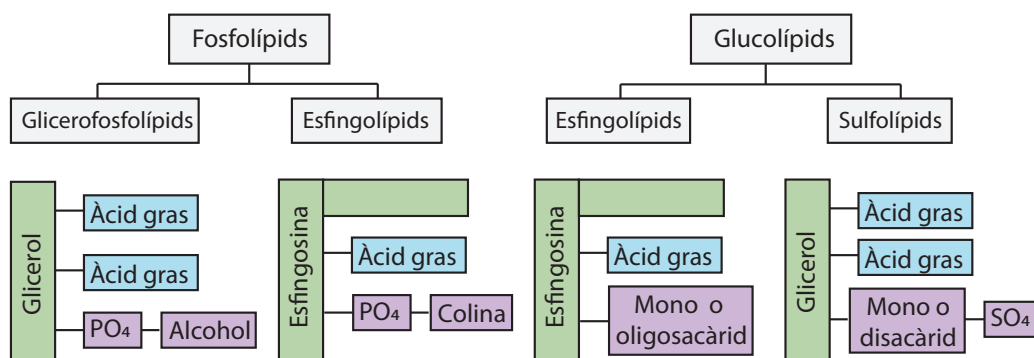 Fosfolípids
Glucolípids
Glicerofosfolípids
Esfingolípids
Esfingolípids
Sulfolípids
Glicerol
Àcid gras
Àcid gras
PO₄
Alcohol
Esfingosina
Àcid gras
PO₄
Colina
Esfingosina
Àcid gras
Mono o
oligosacàrid
Glicerol
Àcid gras
Àcid gras
Mono o
disacàrid
SO₄